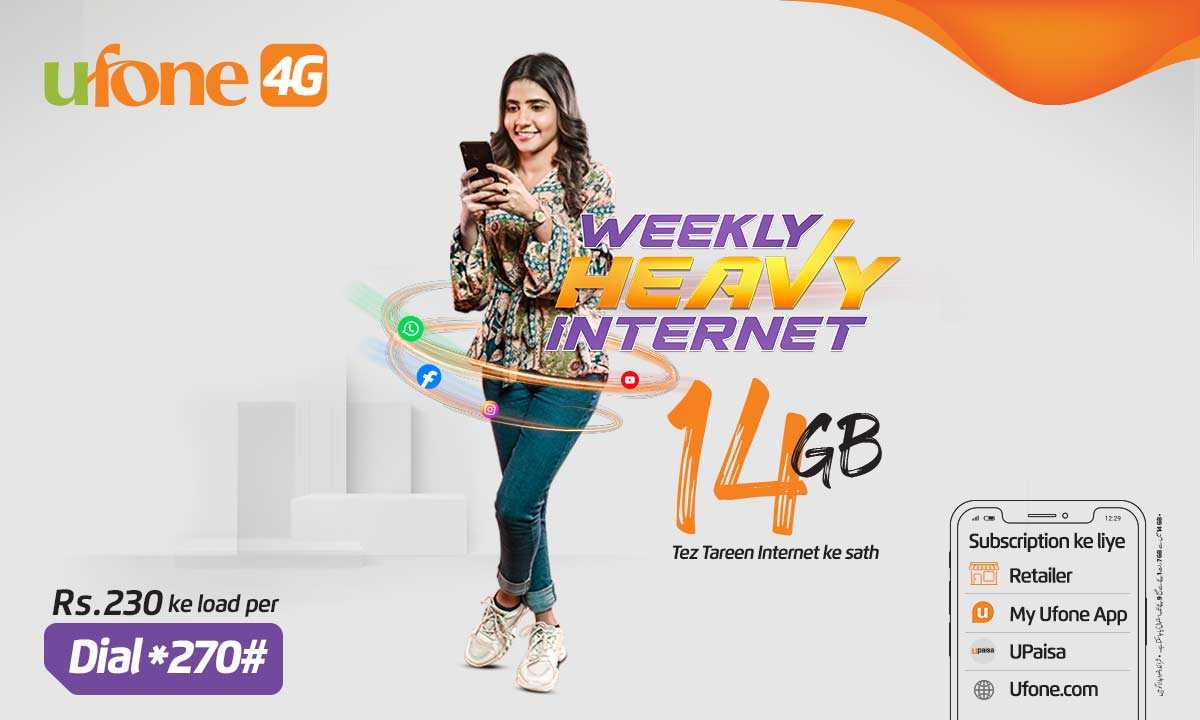 ufone 4G
WEEKLY
HEAVY
INTERNET
14GB
Tez Tareen Internet ke sath
Rs.230 ke load per
Dial *270#
12:29
Subscription ke liye
Retailer
My Ufone App
UPaisa
Ufone.com